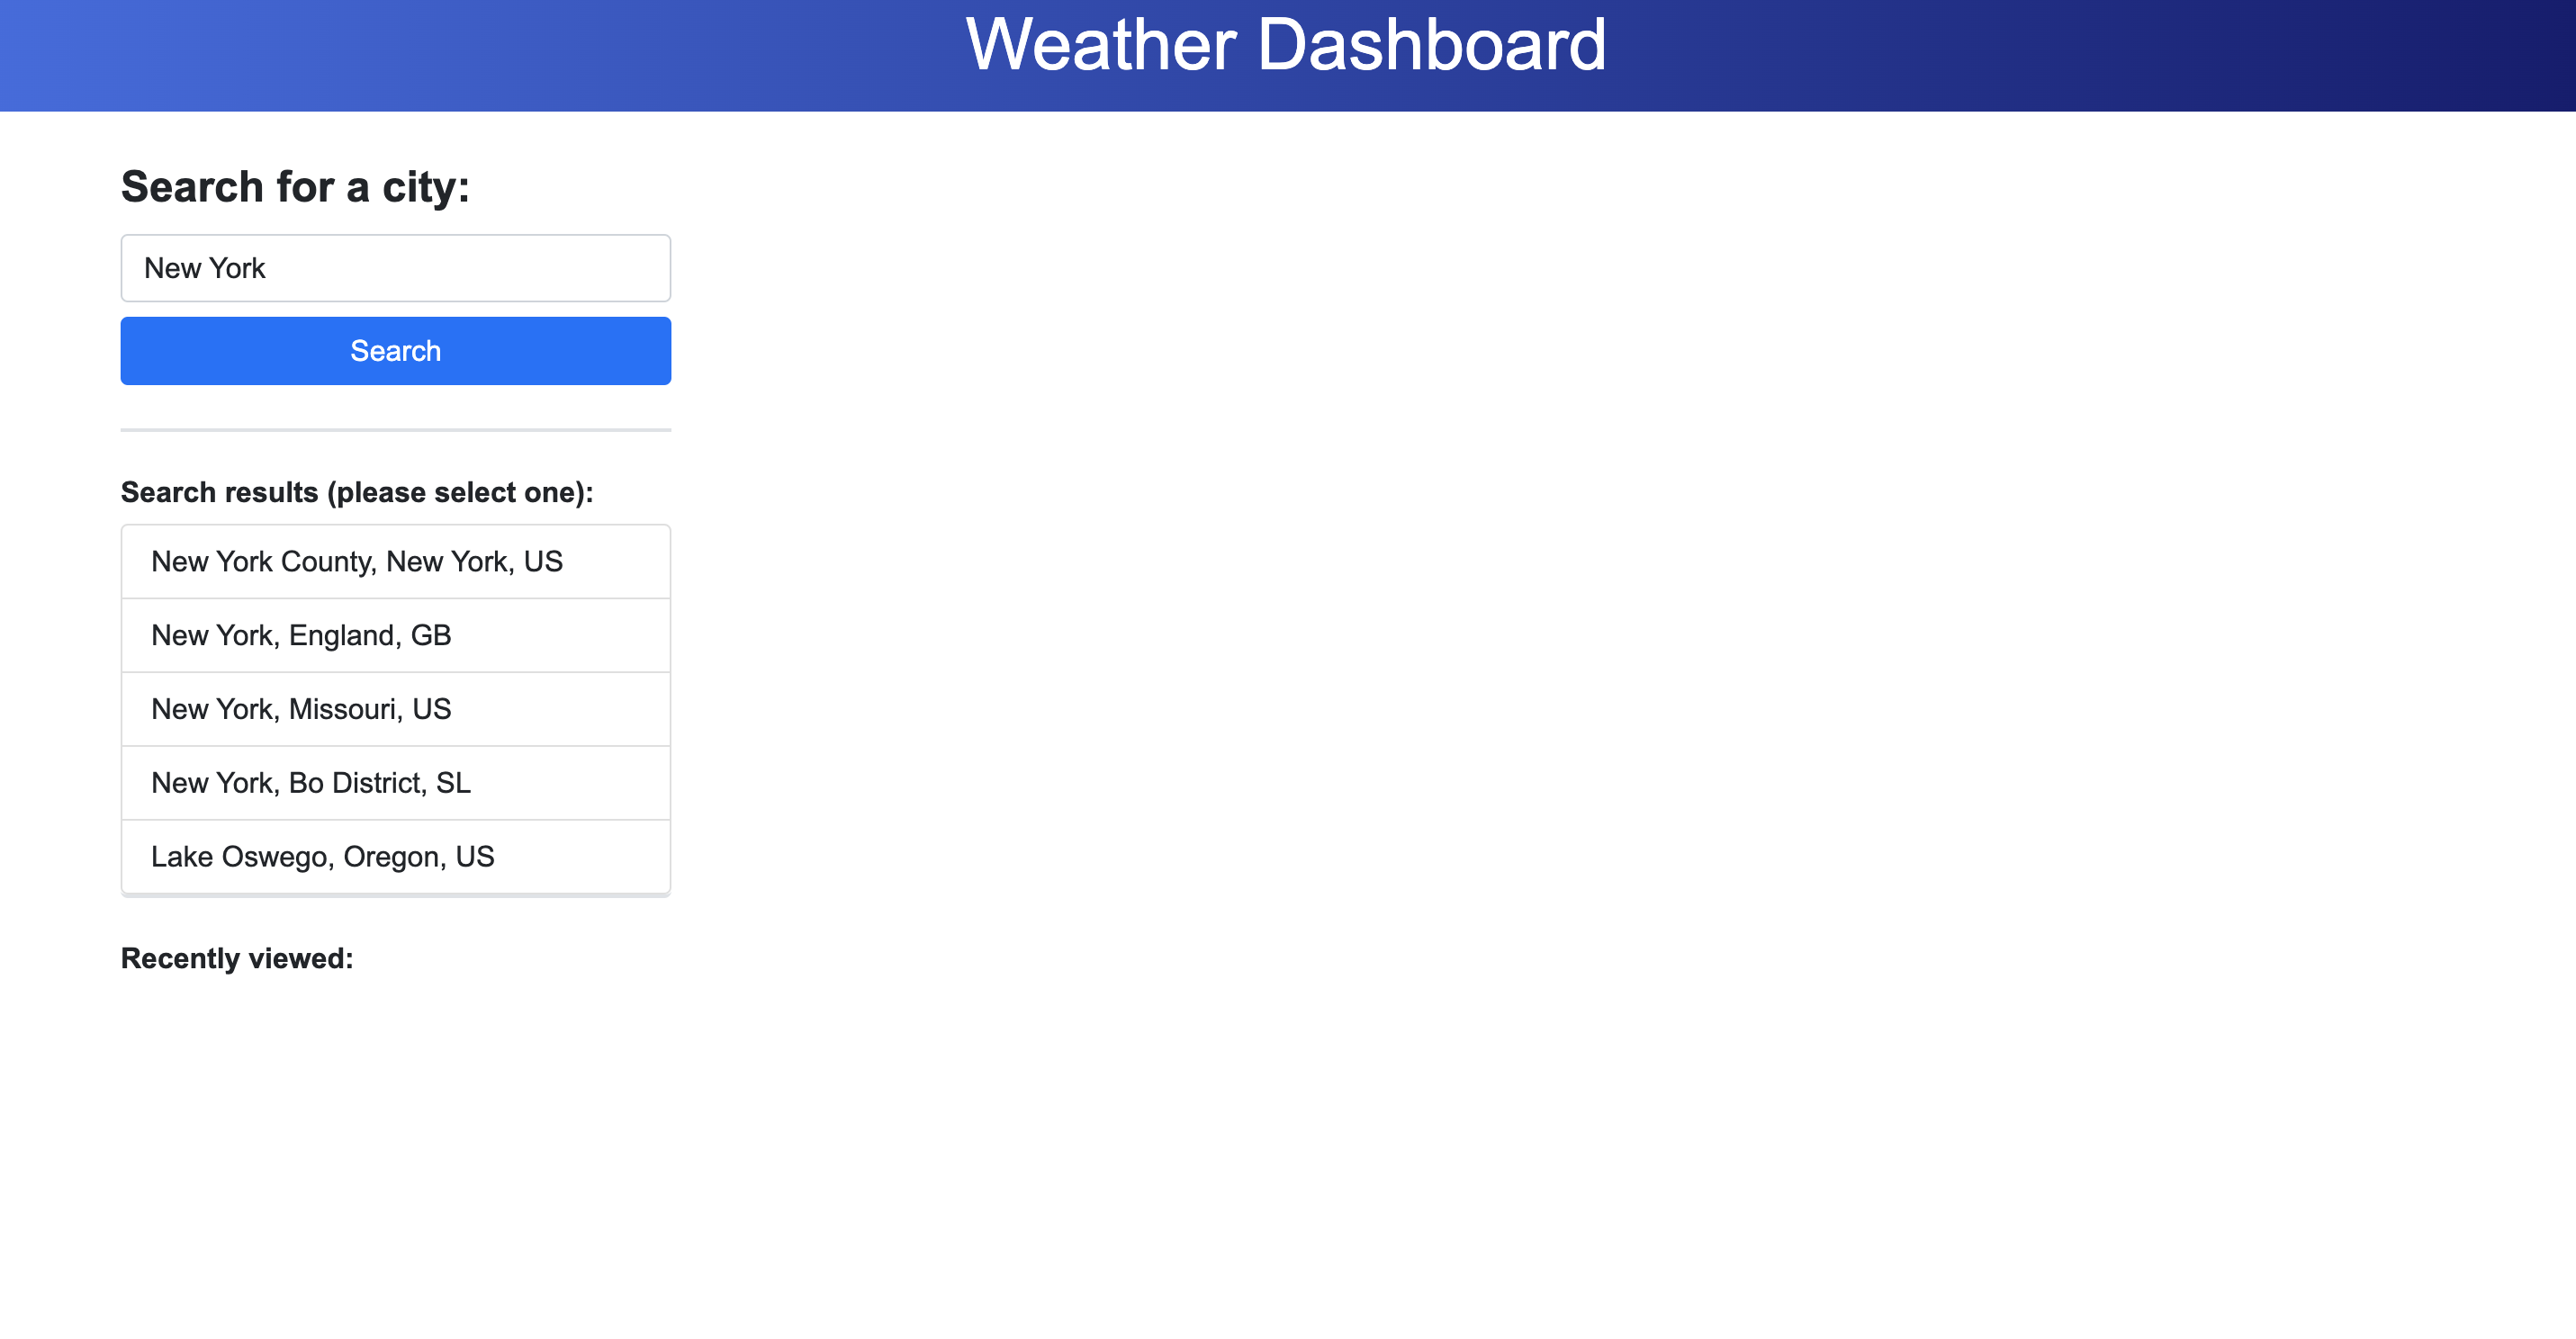 Weather Dashboard
Search for a city:
New York
Search
Search results (please select one):
New York County, New York, US
New York, England, GB
New York, Missouri, US
New York, Bo District, SL
Lake Oswego, Oregon, US
Recently viewed: